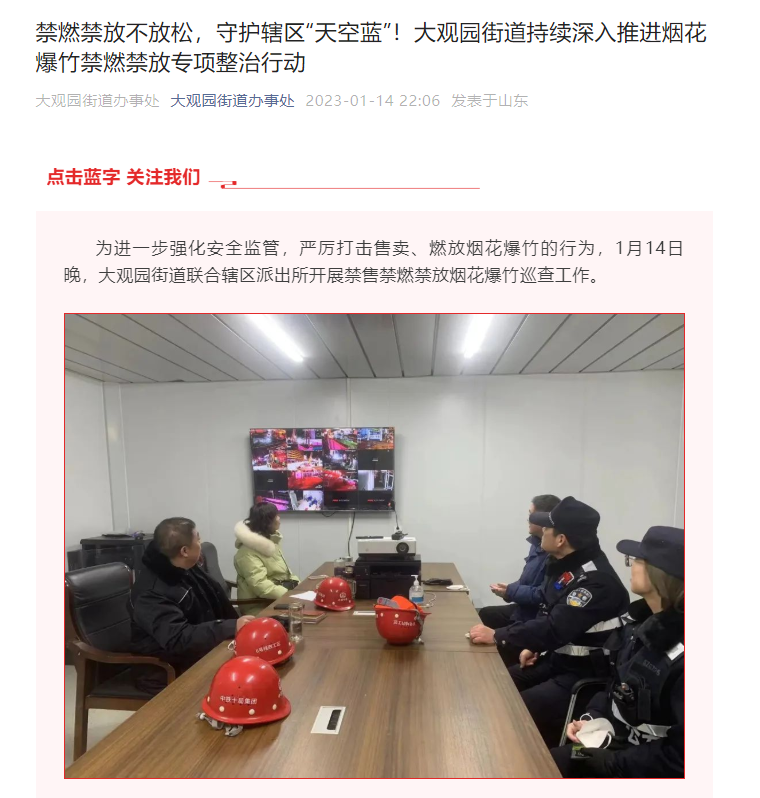 禁燃禁放不放松，守护辖区“天空蓝”！大观园街道持续深入推进烟花
爆竹禁燃禁放专项整治行动
大观园街道办事处 大观园街道办事处 2023-01-14 22:06 发表于山东
点击蓝字 关注我们
为进一步强化安全监管，严厉打击售卖、燃放烟花爆竹的行为，1月14日
晚，大观园街道联合辖区派出所开展禁售禁燃禁放烟花爆竹巡查工作。
中铁十局集团